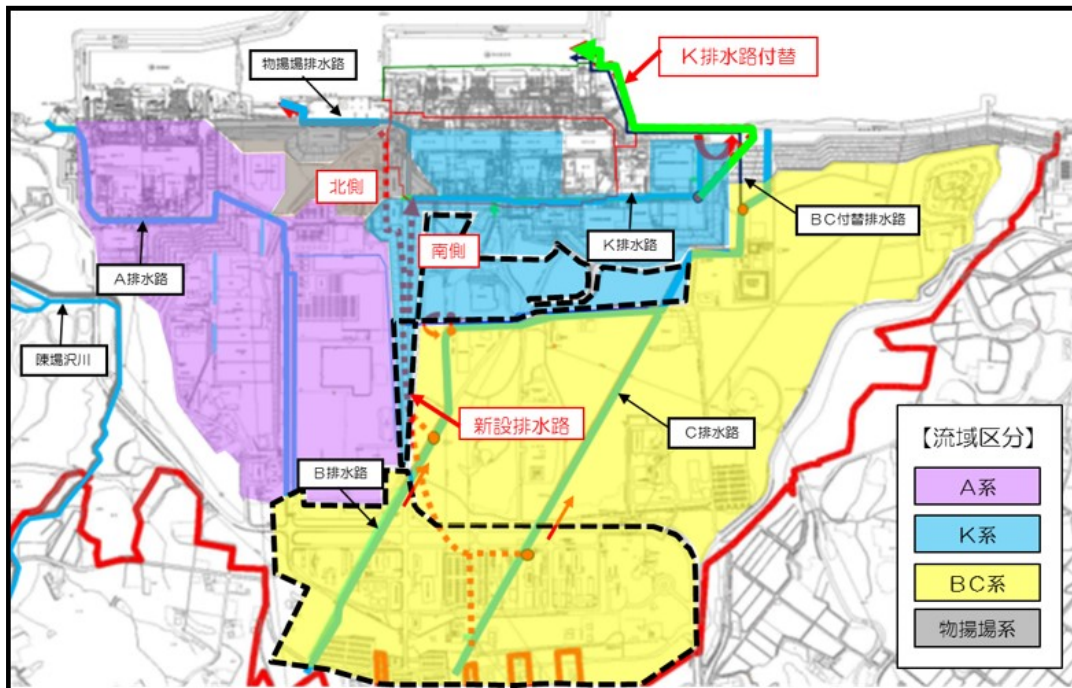 物揚場排水路
K排水路付替
北側
南側
A排水路
K排水路
BC付替排水路
陳場沢川
新設排水路
B排水路
C排水路
【流域区分】
A系
K系
BC系
物揚場系